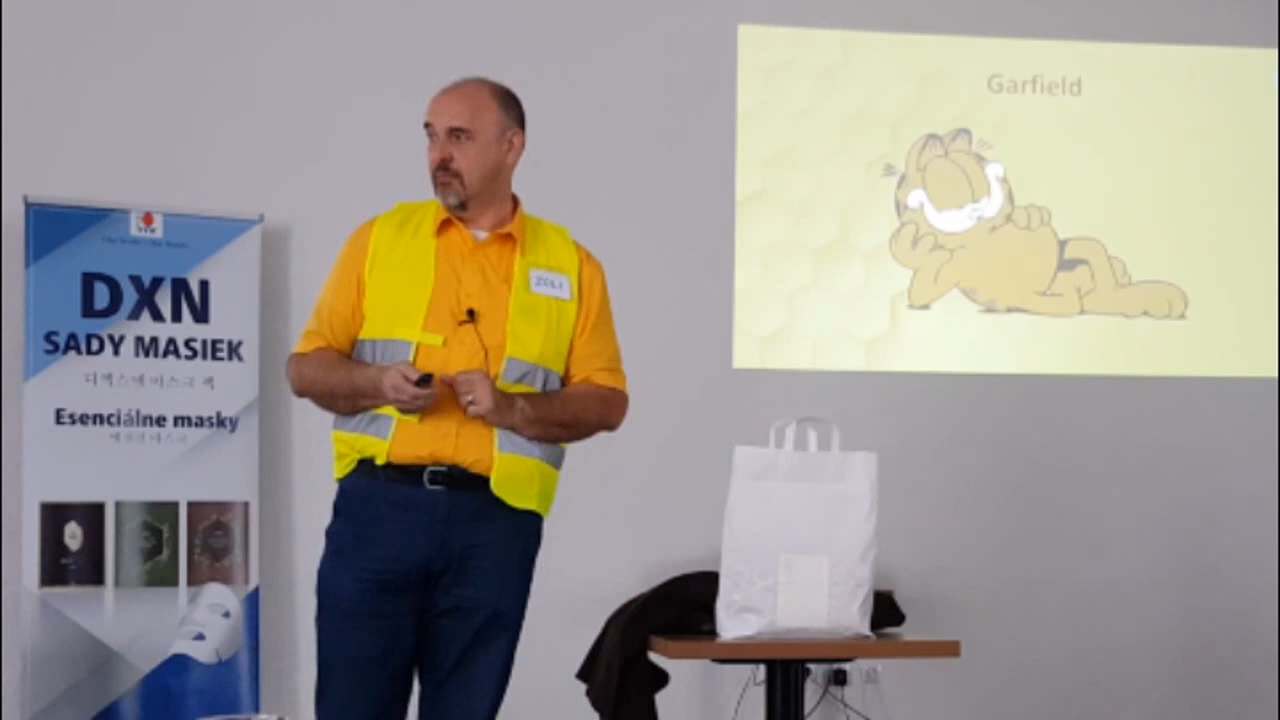 DXN
SADY MASIEK
Esenciálne masky
ZOLI
Garfield